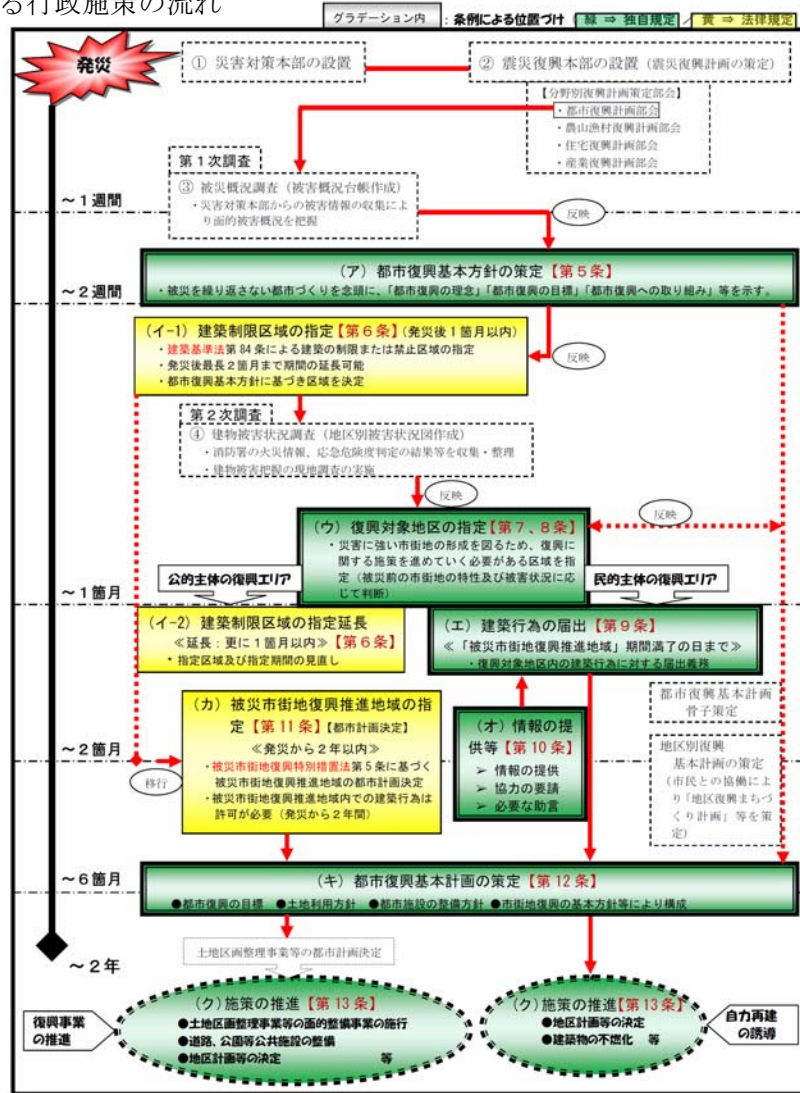 る行政施策の流れ
グラデーション内 : 条例による位置づけ ( 緑 ⇒ 独自規定 / 黄 ⇒ 法律規定
発災
① 災害対策本部の設置
② 震災復興本部の設置 (震災復興計画の策定)
【分野別復興計画策定部会】
・都市復興計画部会
・農山漁村復興計画部会
・住宅復興計画部会
・産業復興計画部会
第1次調査
③ 被災概況調査 (被害概況台帳作成)
・災害対策本部からの被害情報の収集によ
り面的被害概況を把握
～1週間
反映
(ア) 都市復興基本方針の策定【第5条】
・被災を繰り返さない都市づくりを念頭に、「都市復興の理念」「都市復興の目標」「都市復興への取り組み」等を示す。
～2週間
(イ-1) 建築制限区域の指定【第6条】(発災後1箇月以内)
・建築基準法第84条による建築の制限または禁止区域の指定
・発災後最長2箇月まで期間の延長可能
・都市復興基本方針に基づき区域を決定
反映
第2次調査
④ 建物被害状況調査 (地区別被害状況図作成)
・消防署の火災情報、応急危険度判定の結果等を収集・整理
・建物被害把握の現地調査の実施
反映
反映
(ウ) 復興対象地区の指定【第7、8条】
・災害に強い市街地の形成を図るため、復興に
関する施策を進めていく必要がある区域を指
定 (被災前の市街地の特性及び被害状況に応
じて判断)
公的主体の復興エリア
民的主体の復興エリア
～1箇月
(イ-2) 建築制限区域の指定延長
≪延長：更に1箇月以内≫【第6条】
・指定区域及び指定期間の見直し
(エ) 建築行為の届出【第9条】
≪「被災市街地復興推進地域」期間満了の日まで≫
・復興対象地区内の建築行為に対する届出義務
(カ) 被災市街地復興推進地域の指
定【第11条】【都市計画決定】
≪発災から2年以内≫
・被災市街地復興特別措置法第5条に基づく
被災市街地復興推進地域の都市計画決定
・被災市街地復興推進地域内での建築行為は
許可が必要 (発災から2年間)
(オ) 情報の提
供等【第10条】
➢ 情報の提供
➢ 協力の要請
➢ 必要な助言
都市復興基本計画
骨子策定
地区別復興
基本計画の策定
(市民との協働によ
り「地区復興まちづ
くり計画」等を策
定)
～2箇月
移行
～6箇月
(キ) 都市復興基本計画の策定【第12条】
●都市復興の目標 ●土地利用方針 ●都市施設の整備方針 ●市街地復興の基本方針等により構成
～2年
土地区画整理事業等の都市計画決定
復興事業
の推進
(ク) 施策の推進【第13条】
●土地区画整理事業等の面的整備事業の施行
●道路、公園等公共施設の整備
●地区計画等の決定 等
(ク) 施策の推進【第13条】
●地区計画等の決定
●建築物の不燃化 等
自力再建
の誘導